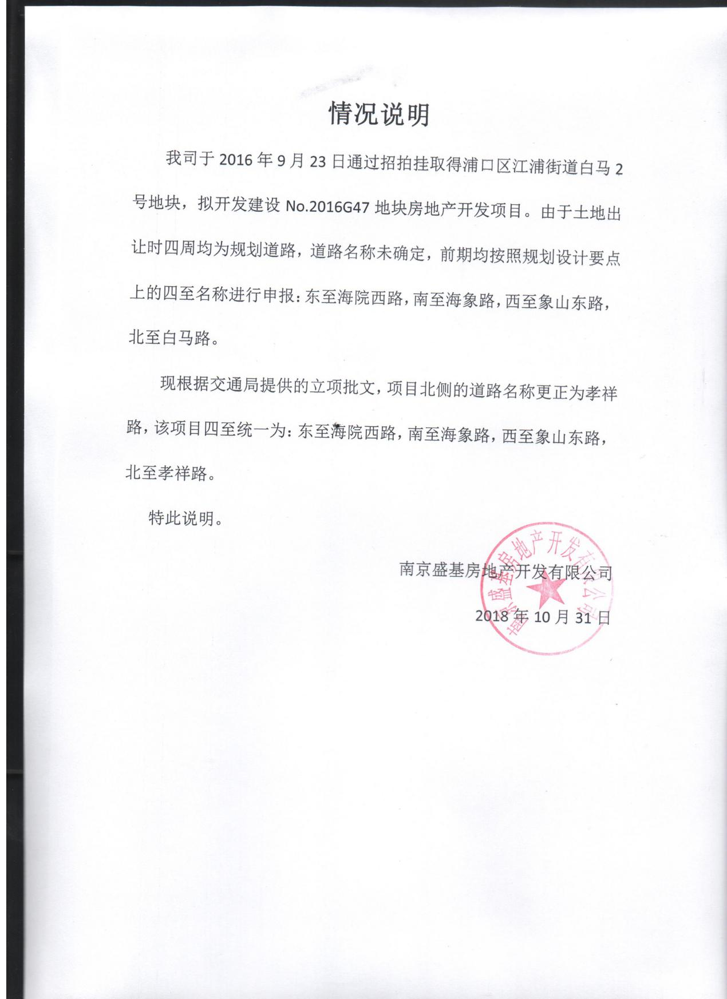 情况说明
我司于 2016 年 9 月 23 日通过招拍挂取得浦口区江浦街道白马 2
号地块，拟开发建设 No.2016G47 地块房地产开发项目。由于土地出
让时四周均为规划道路，道路名称未确定，前期均按照规划设计要点
上的四至名称进行申报：东至海院西路，南至海象路，西至象山东路，
北至白马路。
现根据交通局提供的立项批文，项目北侧的道路名称更正为孝祥
路，该项目四至统一为：东至海院西路，南至海象路，西至象山东路，
北至孝祥路。
特此说明。
南京盛基房地产开发有限公司
2018 年 10 月 31 日
南京盛基房地产开发有限公司